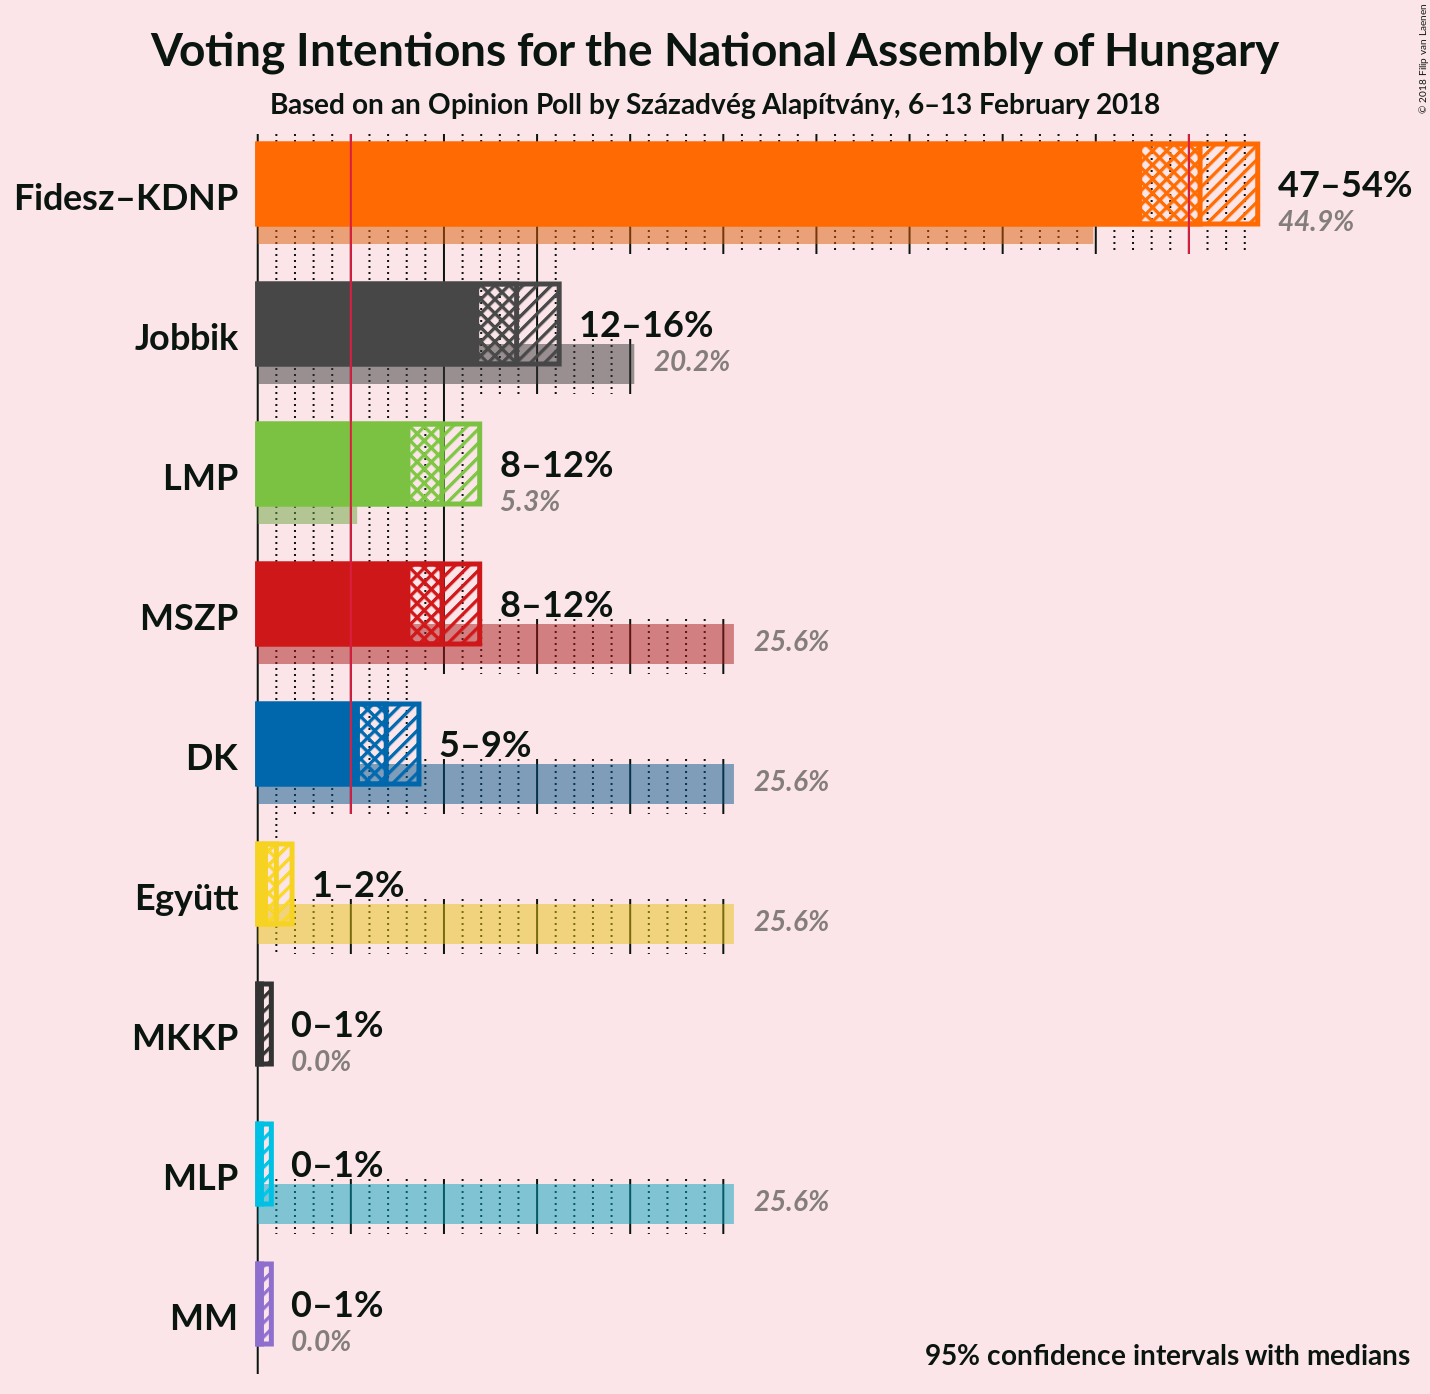 Voting Intentions for the National Assembly of Hungary
Based on an Opinion Poll by Századvég Alapítvány, 6–13 February 2018
© 2018 Filip van Laenen
Fidesz–KDNP
47–54%
44.9%
Jobbik
12–16%
20.2%
LMP
8–12%
5.3%
MSZP
8–12%
25.6%
DK
5–9%
25.6%
Együtt
1–2%
25.6%
MKKP
0–1%
0.0%
MLP
0–1%
25.6%
MM
0–1%
0.0%
95% confidence intervals with medians